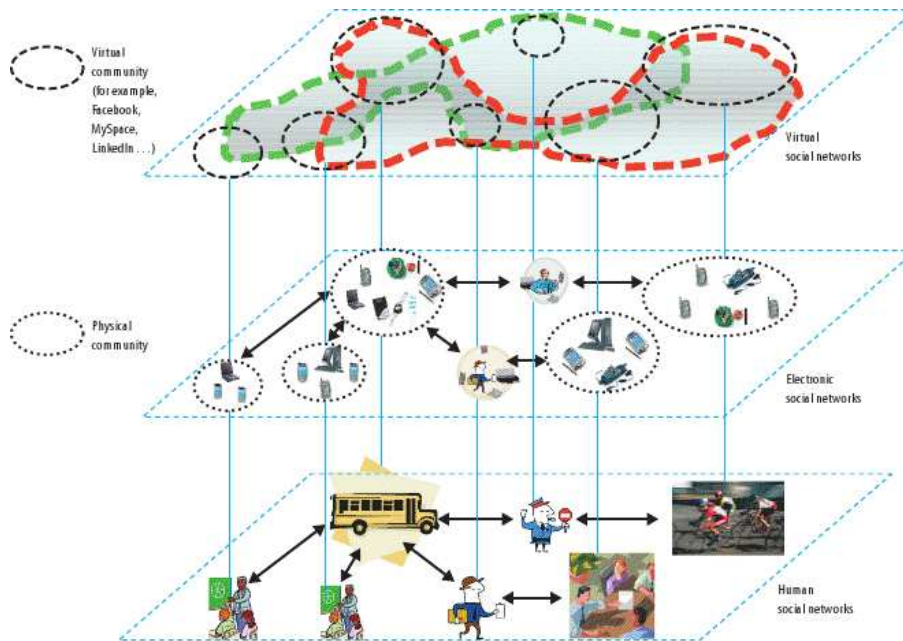 Virtual
community
(for example,
Facebook,
MySpace,
LinkedIn . . .)
Virtual
social networks
Physical
community
Electronic
social networks
Human
social networks